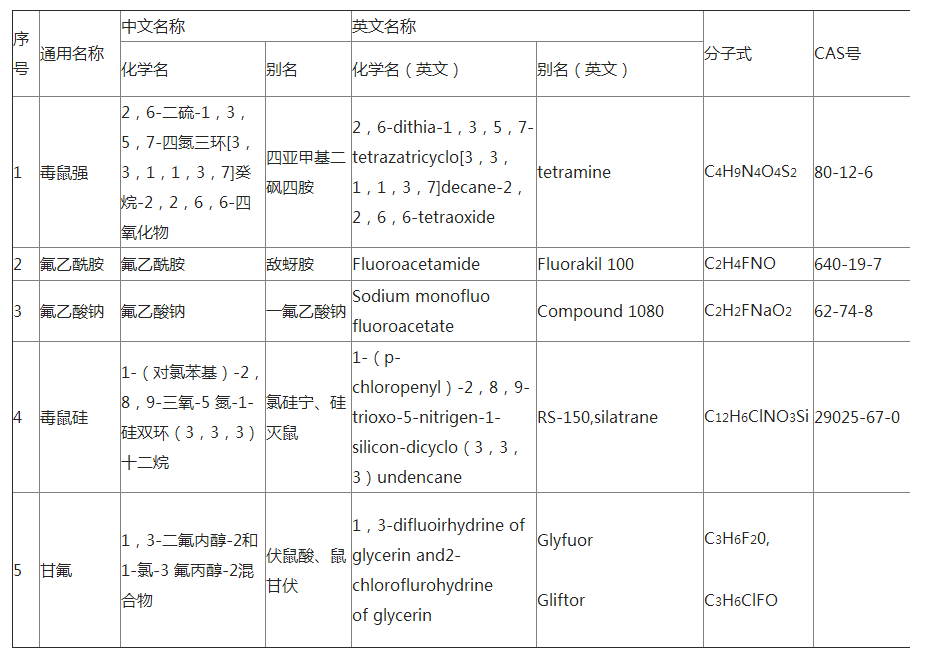 序号 通用名称 中文名称 英文名称 分子式 CAS号
化学名 别名 化学名（英文） 别名（英文）
1
毒鼠强
2，6-二硫-1，3，
5，7-四氮三环[3，
3，1，1，3，7]癸
烷-2，2，6，6-四
氧化物
四亚甲基二
砜四胺
2，6-dithia-1，3，5，7-
tetrazatricyclo[3，3，
1，1，3，7]decane-2，
2，6，6-tetraoxide
tetramine
C4H9N4O4S2
80-12-6
2
氟乙酰胺
氟乙酰胺
敌蚜胺
Fluoroacetamide
Fluorakil 100
C2H4FNO
640-19-7
3
氟乙酸钠
氟乙酸钠
一氟乙酸钠
Sodium monofluo
fluoroacetate
Compound 1080
C2H2FNaO2
62-74-8
4
毒鼠硅
1-（对氯苯基）-2，
8，9-三氧-5 氮-1-
硅双环（3，3，3）
十二烷
氯硅宁、硅
灭鼠
1-（p-
chloropenyl）-2，8，9-
trioxo-5-nitrigen-1-
silicon-dicyclo（3，3，
3）undencane
RS-150,silatrane
C12H6ClNO3Si
29025-67-0
5
甘氟
1，3-二氟内醇-2和
1-氯-3 氟丙醇-2混
合物
伏鼠酸、鼠
甘伏
1，3-difluoirhydrine of
glycerin and2-
chloroflurohydrine
of glycerin
Glyfuor
Gliftor
C3H6F20,
C3H6ClFO